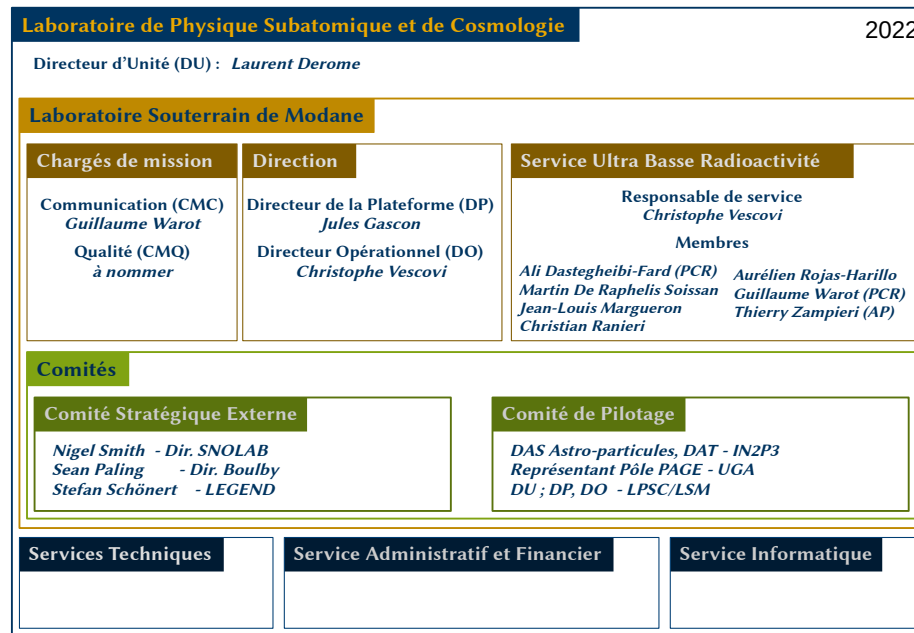 Laboratoire de Physique Subatomique et de Cosmologie
2022
Directeur d'Unité (DU) : Laurent Derome
Laboratoire Souterrain de Modane
Chargés de mission
Communication (CMC)
Guillaume Warot
Qualité (CMQ)
à nommer
Direction
Directeur de la Plateforme (DP)
Jules Gascon
Directeur Opérationnel (DO)
Christophe Vescovi
Service Ultra Basse Radioactivité
Responsable de service
Christophe Vescovi
Membres
Ali Dastegheibi-Fard (PCR)
Martin De Raphelis Soissan
Jean-Louis Margueron
Christian Ranieri
Aurélien Rojas-Harillo
Guillaume Warot (PCR)
Thierry Zampieri (AP)
Comités
Comité Stratégique Externe
Nigel Smith - Dir. SNOLAB
Sean Paling - Dir. Boulby
Stefan Schönert - LEGEND
Comité de Pilotage
DAS Astro-particules, DAT - IN2P3
Représentant Pôle PAGE - UGA
DU ; DP, DO - LPSC/LSM
Services Techniques
Service Administratif et Financier
Service Informatique